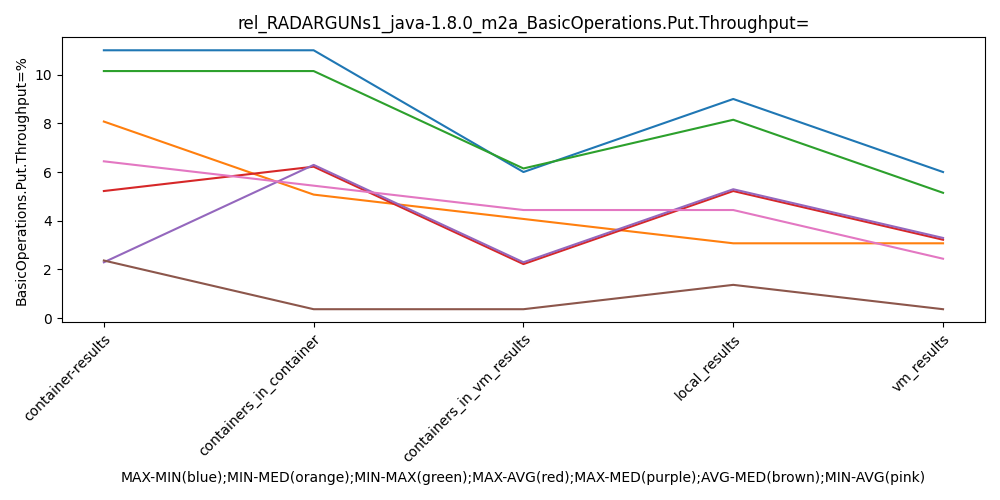 rel_RADARGUNs1_java-1.8.0_m2a_BasicOperations.Put.Throughput=
BasicOperations.Put.Throughput=%
10
8
6
4
2
0
container-results
containers_in_container
containers_in_vm_results
local_results
vm_results
MAX-MIN(blue);MIN-MED(orange);MIN-MAX(green);MAX-AVG(red);MAX-MED(purple);AVG-MED(brown);MIN-AVG(pink)